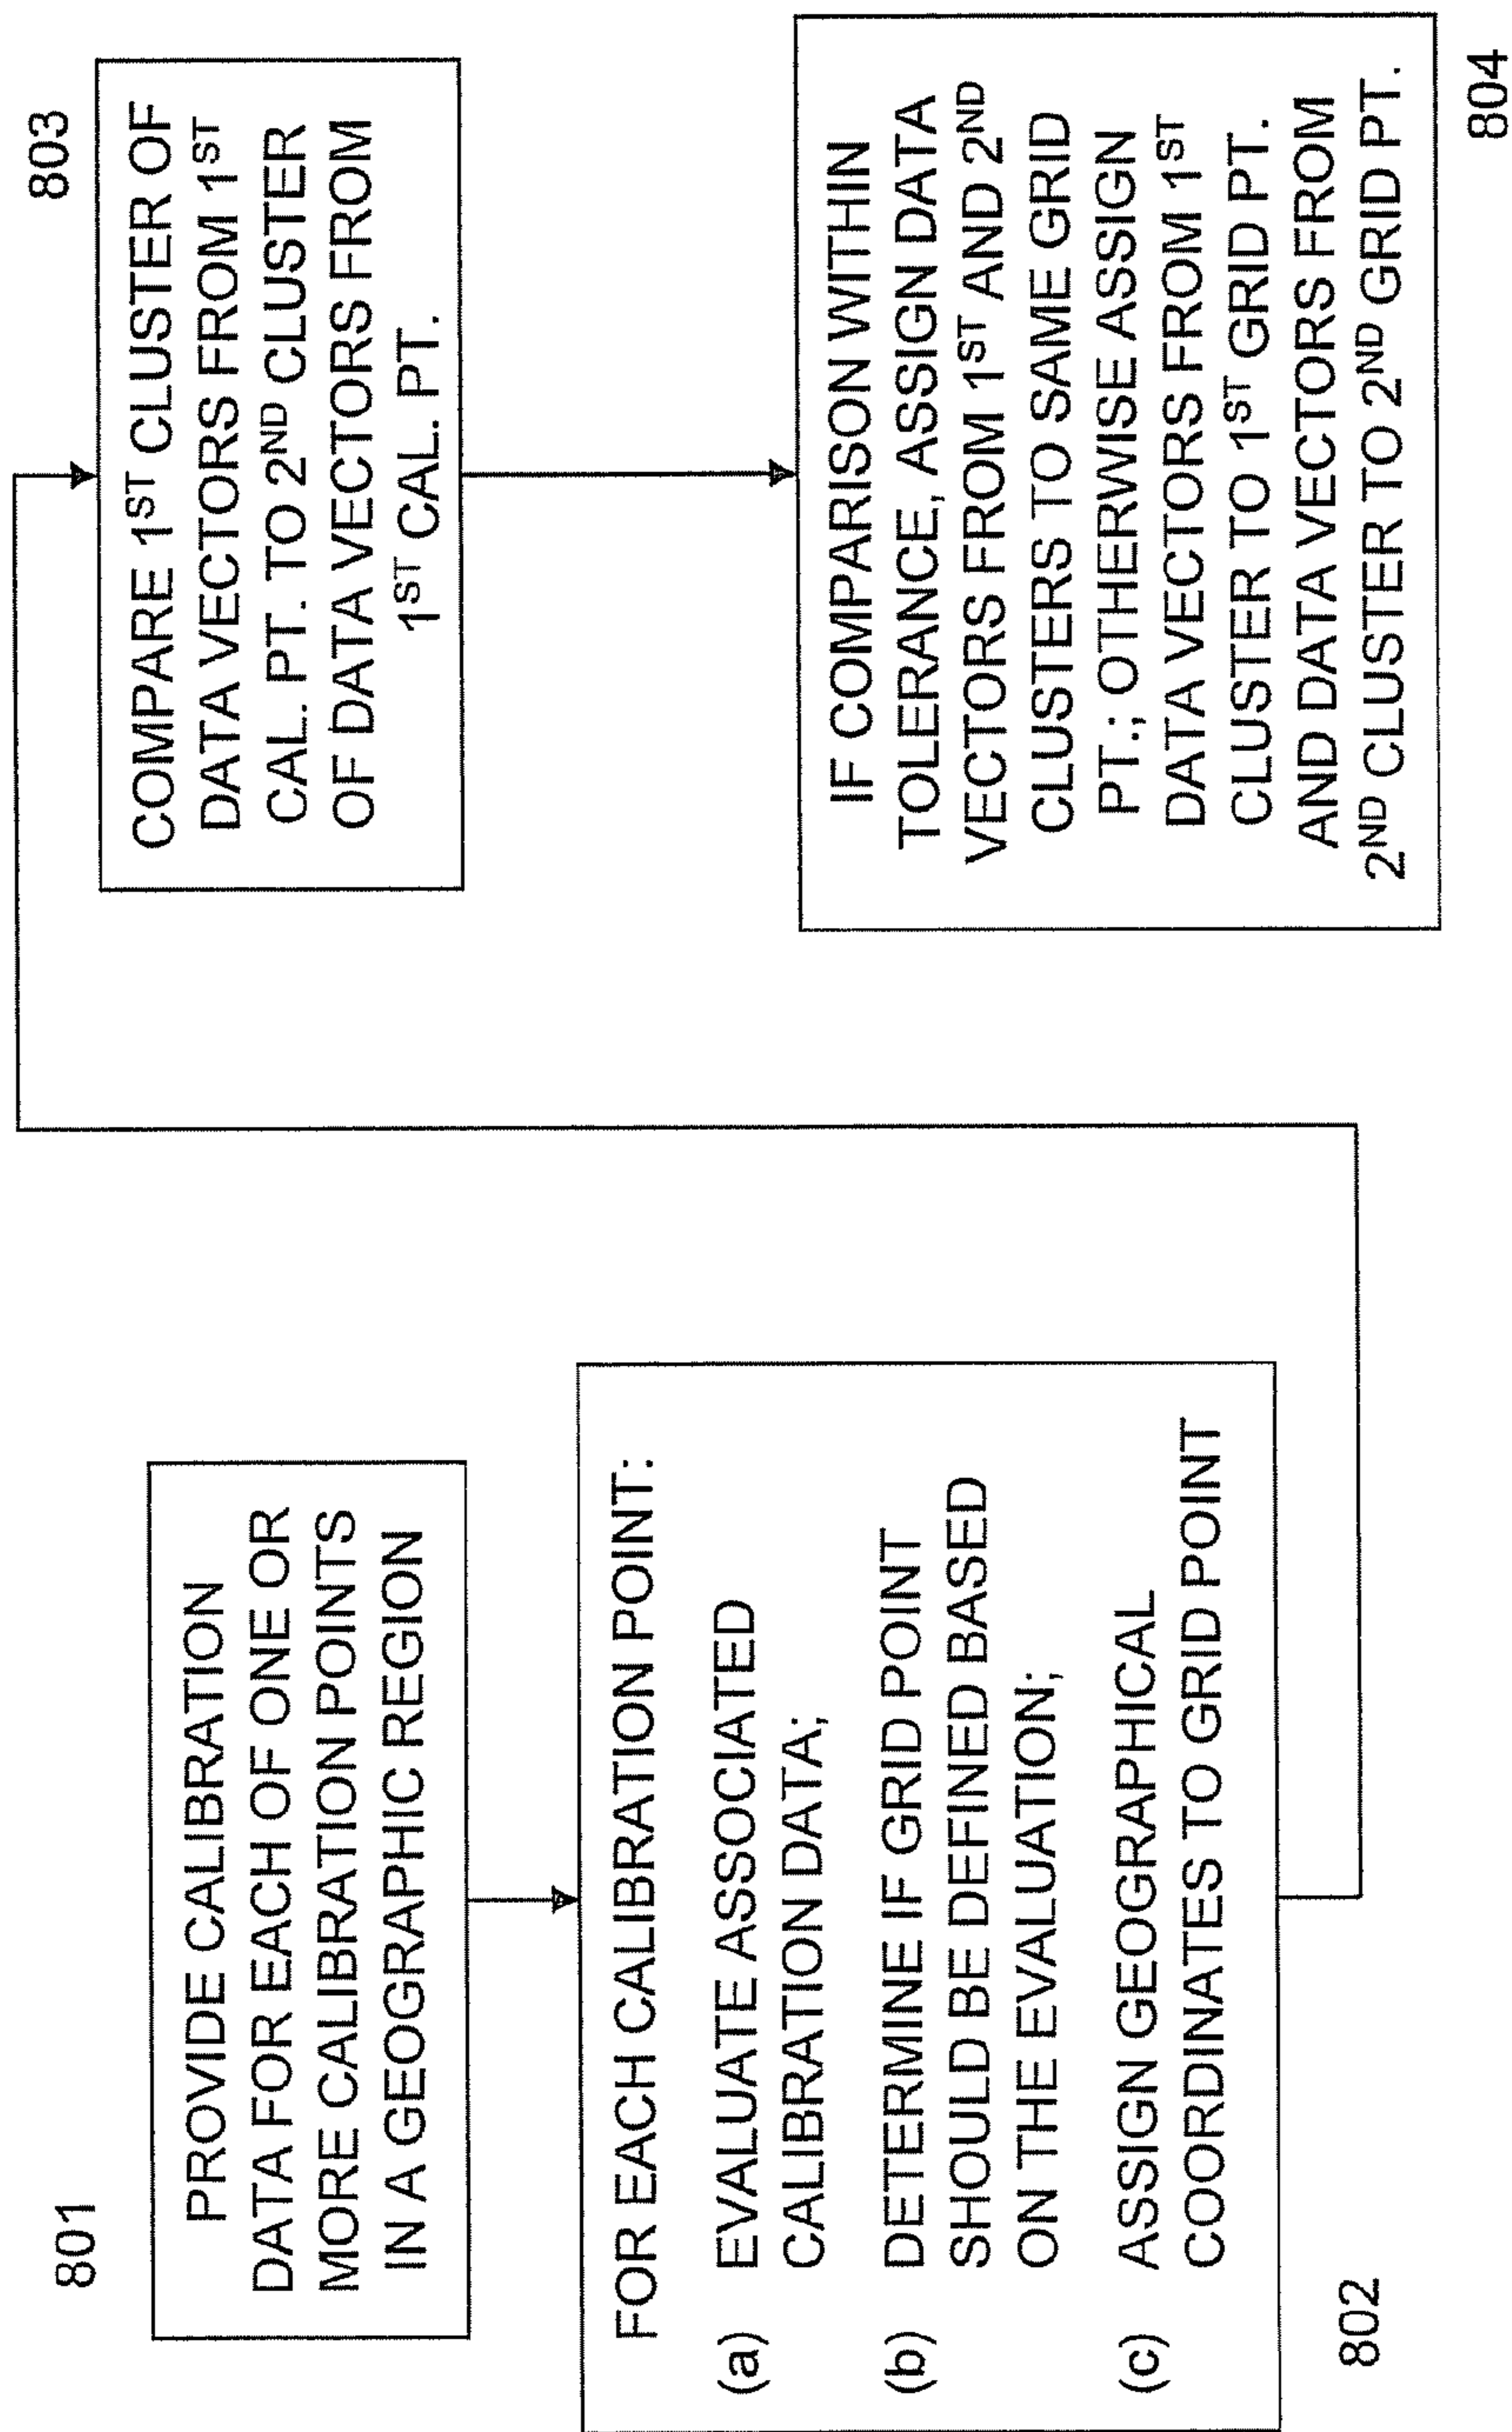 801
PROVIDE CALIBRATION
DATA FOR EACH OF ONE OR
MORE CALIBRATION POINTS
IN A GEOGRAPHIC REGION
FOR EACH CALIBRATION POINT:
(a) EVALUATE ASSOCIATED
CALIBRATION DATA;
(b) DETERMINE IF GRID POINT
SHOULD BE DEFINED BASED
ON THE EVALUATION;
(c) ASSIGN GEOGRAPHICAL
COORDINATES TO GRID POINT
802
803
COMPARE 1ST CLUSTER OF
DATA VECTORS FROM 1ST
CAL. PT. TO 2ND CLUSTER
OF DATA VECTORS FROM
1ST CAL. PT.
IF COMPARISON WITHIN
TOLERANCE, ASSIGN DATA
VECTORS FROM 1ST AND 2ND
CLUSTERS TO SAME GRID
PT.; OTHERWISE ASSIGN
DATA VECTORS FROM 1ST
CLUSTER TO 1ST GRID PT.
AND DATA VECTORS FROM
2ND CLUSTER TO 2ND GRID PT.
804